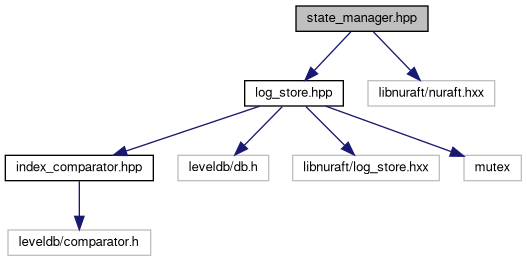 state_manager.hpp
log_store.hpp
libnuraft/nuraft.hxx
index_comparator.hpp
leveldb/db.h
libnuraft/log_store.hxx
mutex
leveldb/comparator.h